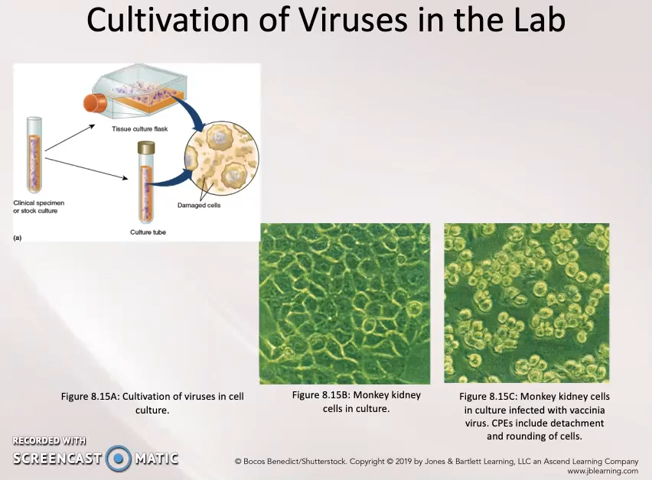 Cultivation of Viruses in the Lab
Tissue culture flask
Clinical specimen
or stock culture
Damaged cells
Culture tube
(a)
Figure 8.15A: Cultivation of viruses in cell
culture.
Figure 8.15B: Monkey kidney
cells in culture.
Figure 8.15C: Monkey kidney cells
in culture infected with vaccinia
virus. CPEs include detachment
and rounding of cells.
RECORDED WITH
SCREENCAST MATIC
© Bocos Benedict/Shutterstock. Copyright © 2019 by Jones & Bartlett Learning, LLC an Ascend Learning Company
www.jblearning.com